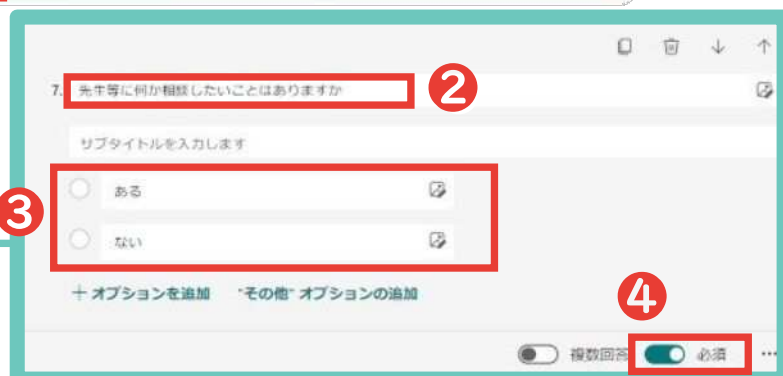 7. 先生等に何か相談したいことはありますか
2
サブタイトルを入力します
3
ある
ない
+ オプションを追加 "その他" オプションの追加
4
複数回答 必須 …